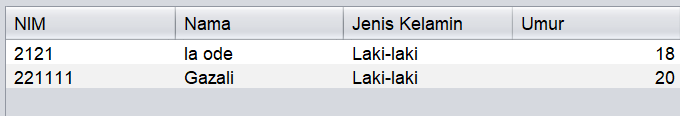 NIM Nama Jenis Kelamin Umur
2121 la ode Laki-laki 18
221111 Gazali Laki-laki 20